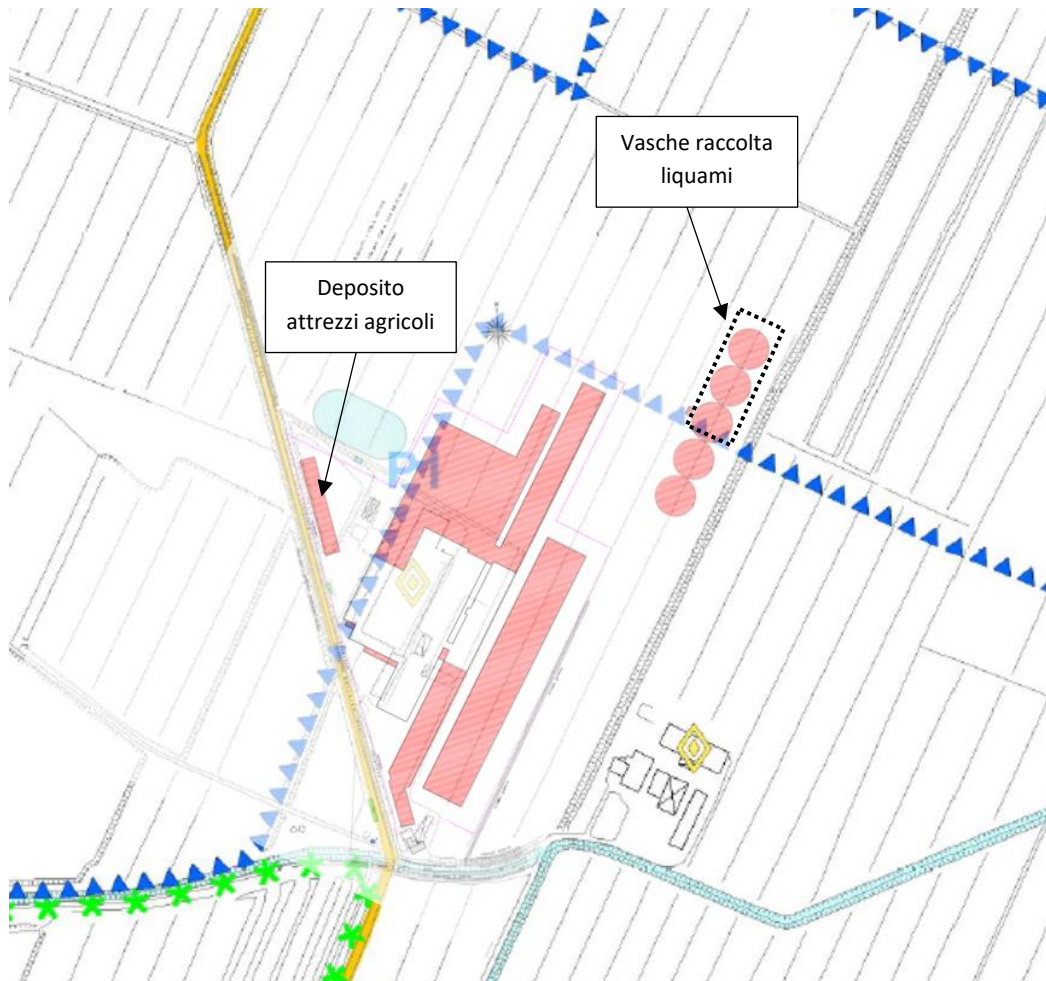 Vasche raccolta
liquami
Deposito
attrezzi agricoli
P1